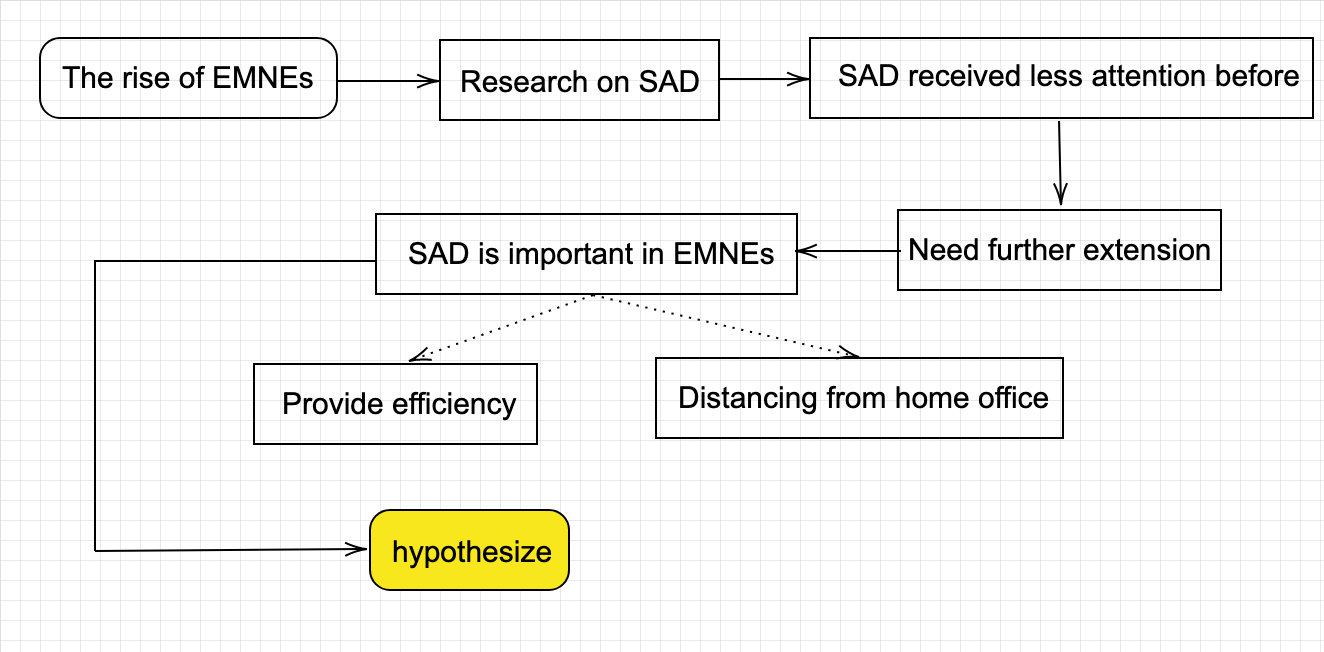 The rise of EMNEs
Research on SAD
SAD received less attention before
SAD is important in EMNEs
Need further extension
Provide efficiency
Distancing from home office
hypothesize